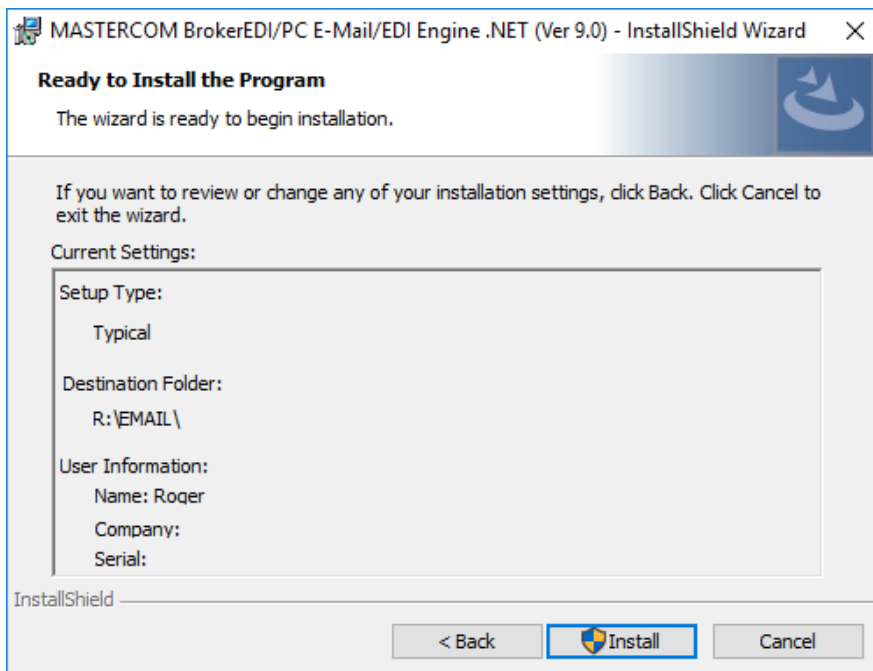 MASTERCOM BrokerEDI/PC E-Mail/EDI Engine .NET (Ver 9.0) - InstallShield Wizard
Ready to Install the Program
The wizard is ready to begin installation.
If you want to review or change any of your installation settings, click Back. Click Cancel to
exit the wizard.
Current Settings:
Setup Type:
Typical
Destination Folder:
R:\EMAIL\
User Information:
Name: Roger
Company:
Serial:
InstallShield
< Back
Install
Cancel